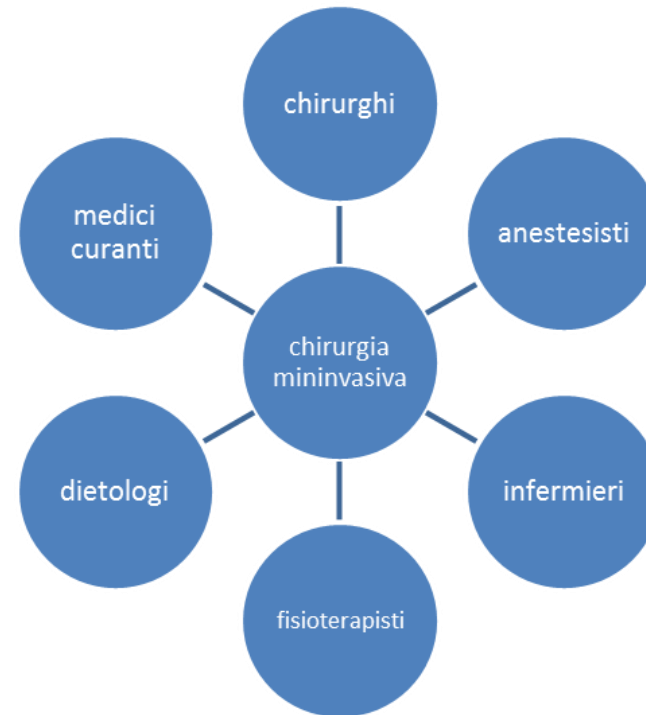 chirurghi
medici
curanti
anestesisti
chirurgia
mininvasiva
dietologi
infermieri
fisioterapisti